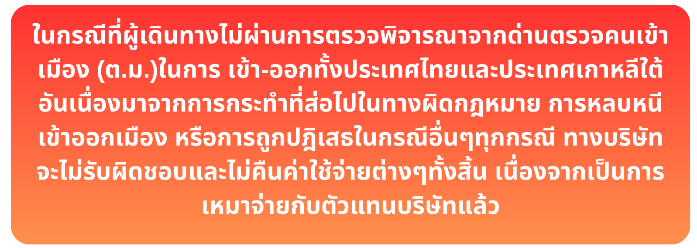 ในกรณีที่ผู้เดินทางไม่ผ่านการตรวจพิจารณาจากด่านตรวจคนเข้า
เมือง (ต.ม.)ในการ เข้า-ออกทั้งประเทศไทยและประเทศเกาหลีใต้
อันเนื่องมาจากการกระทำที่ส่อไปในทางผิดกฎหมาย การหลบหนี
เข้าออกเมือง หรือการถูกปฎิเสธในกรณีอื่นๆทุกกรณี ทางบริษัท
จะไม่รับผิดชอบและไม่คืนค่าใช้จ่ายต่างๆทั้งสิ้น เนื่องจากเป็นการ
เหมาจ่ายกับตัวแทนบริษัทแล้ว